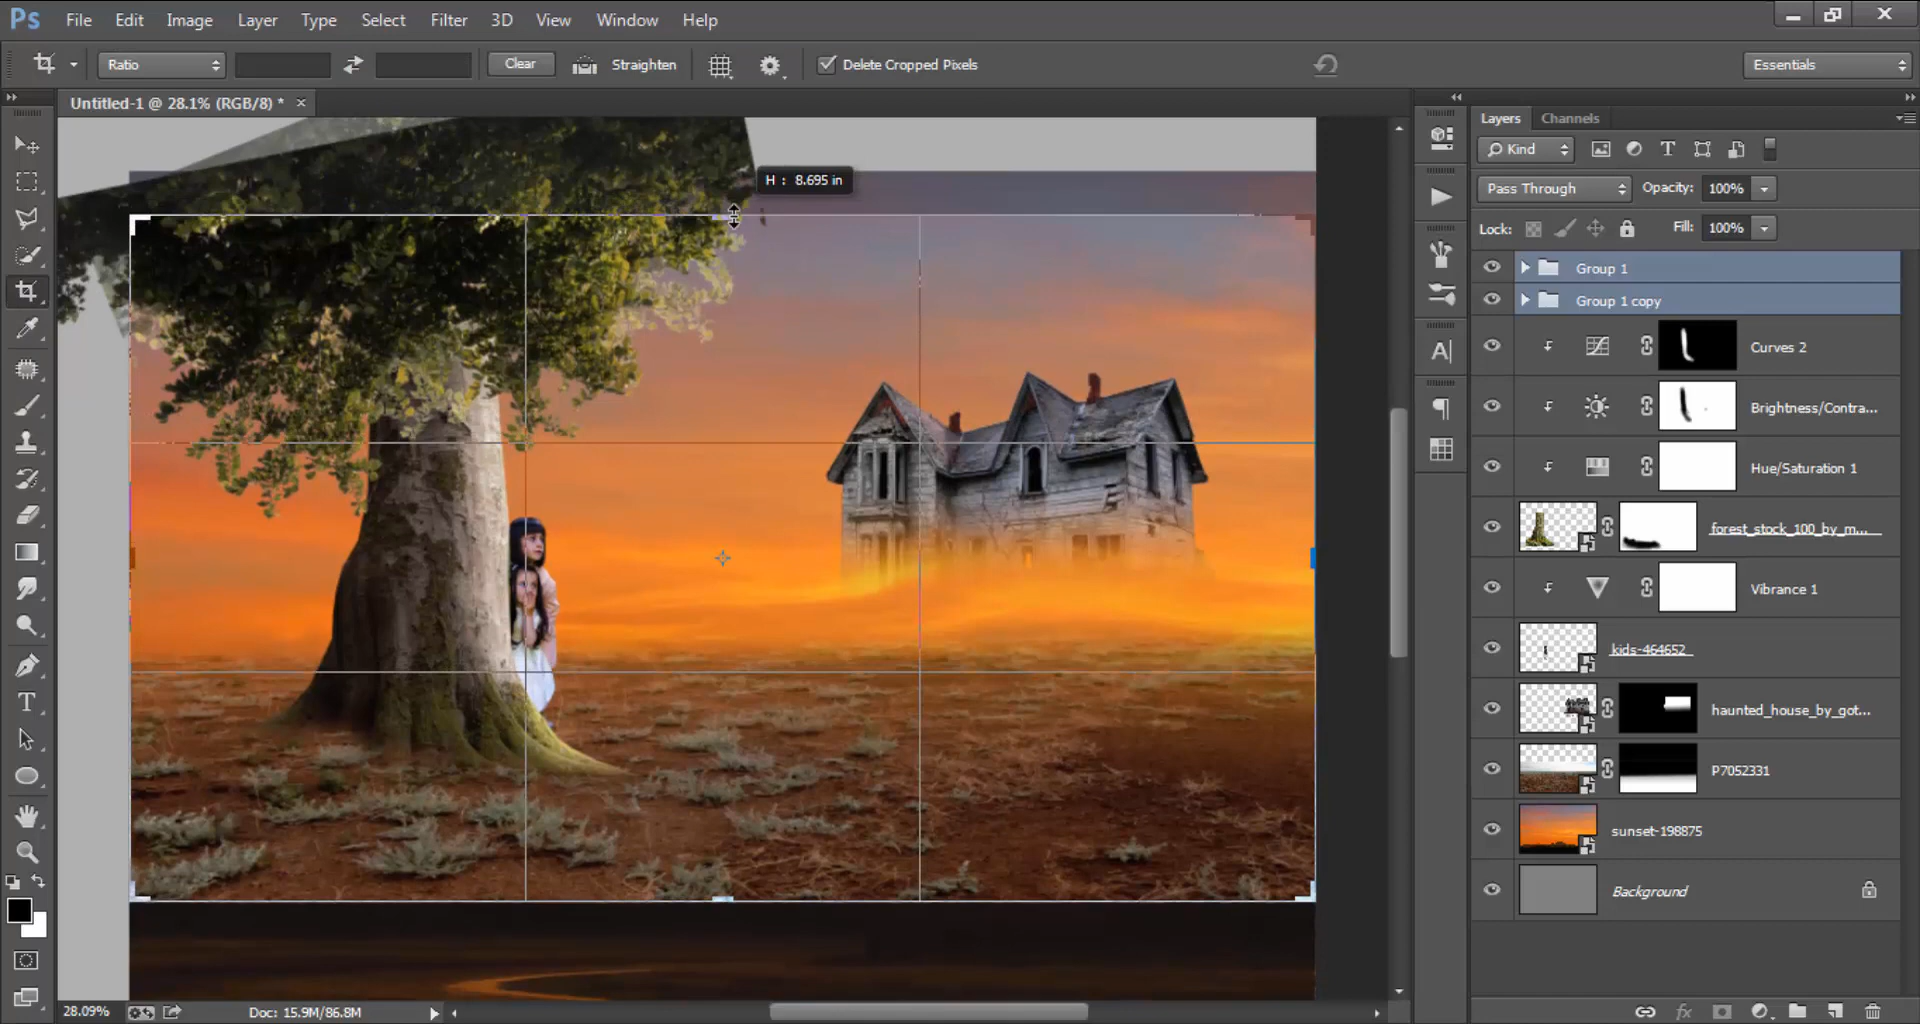 Ps File Edit Image Layer Type Select Filter 3D View Window Help
Ratio Clear Straighten Delete Cropped Pixels Essentials
Untitled-1 @ 28.1% (RGB/8) * ×
H : 8.695 in
Layers Channels
Kind T
Pass Through Opacity: 100%
Lock: Fill: 100%
Group 1
Group 1 copy
Curves 2
Brightness/Contra...
Hue/Saturation 1
forest_stock_100_by_m...
Vibrance 1
kids-464652
haunted_house_by_got...
P7052331
sunset-198875
Background
A|
T
28.09% Doc: 15.9M/86.8M
fx